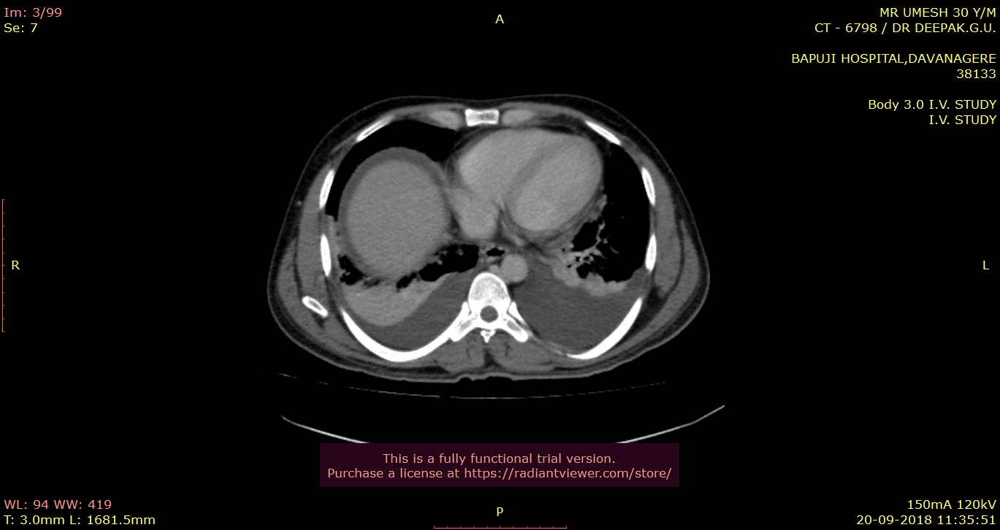 Im: 3/99
Se: 7
A
MR UMESH 30 Y/M
CT - 6798 / DR DEEPAK.G.U.
BAPUJI HOSPITAL,DAVANAGERE
38133
Body 3.0 I.V. STUDY
I.V. STUDY
R
L
This is a fully functional trial version.
Purchase a license at https://radiantviewer.com/store/
WL: 94 WW: 419
T: 3.0mm L: 1681.5mm
P
150mA 120kV
20-09-2018 11:35:51